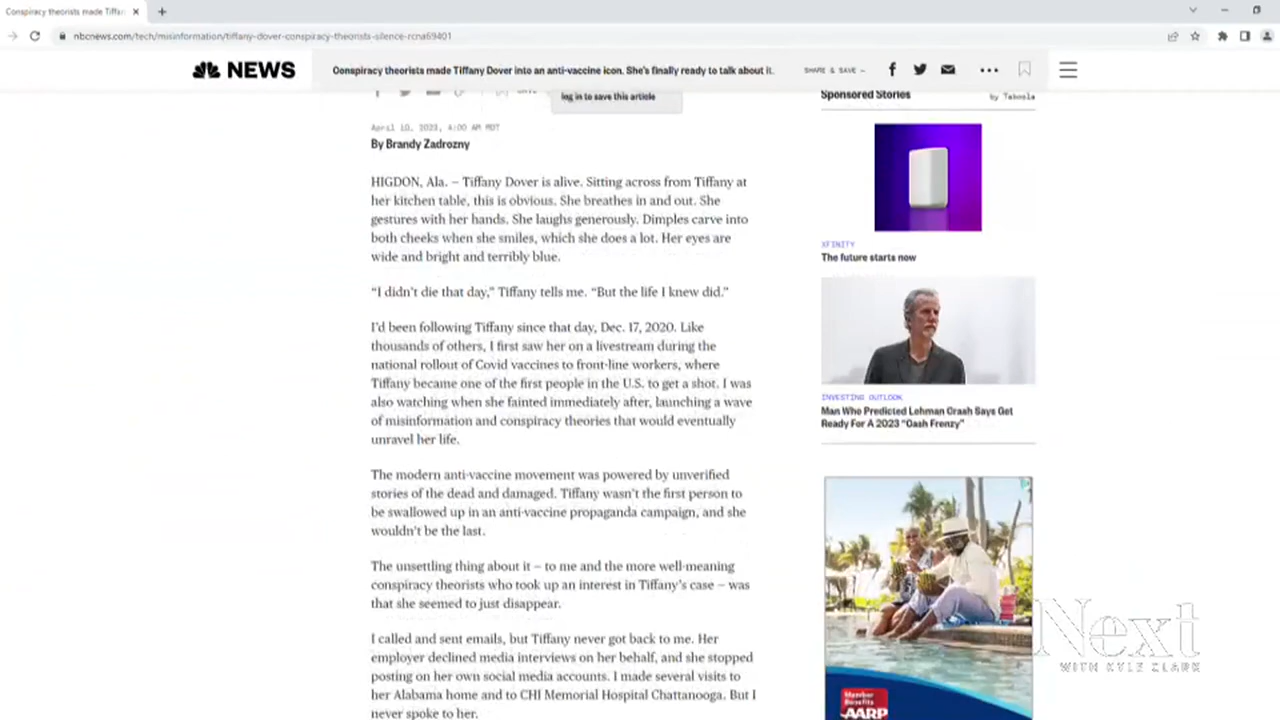 Conspiracy theorists made Tiffa
nbcnews.com/tech/misinformation/tiffany-dover-conspiracy-theorists-silence-rcna69401
NEWS
Conspiracy theorists made Tiffany Dover into an anti-vaccine icon. She's finally ready to talk about it.
SHARE & SAVE —
log in to save this article
April 10, 2023, 4:00 AM MDT
By Brandy Zadrozny
HIGDON, Ala. — Tiffany Dover is alive. Sitting across from Tiffany at
her kitchen table, this is obvious. She breathes in and out. She
gestures with her hands. She laughs generously. Dimples carve into
both cheeks when she smiles, which she does a lot. Her eyes are
wide and bright and terribly blue.
“I didn’t die that day,” Tiffany tells me. “But the life I knew did.”
I’d been following Tiffany since that day, Dec. 17, 2020. Like
thousands of others, I first saw her on a livestream during the
national rollout of Covid vaccines to front-line workers, where
Tiffany became one of the first people in the U.S. to get a shot. I was
also watching when she fainted immediately after, launching a wave
of misinformation and conspiracy theories that would eventually
unravel her life.
The modern anti-vaccine movement was powered by unverified
stories of the dead and damaged. Tiffany wasn’t the first person to
be swallowed up in an anti-vaccine propaganda campaign, and she
wouldn’t be the last.
The unsettling thing about it — to me and the more well-meaning
conspiracy theorists who took up an interest in Tiffany’s case — was
that she seemed to just disappear.
I called and sent emails, but Tiffany never got back to me. Her
employer declined media interviews on her behalf, and she stopped
posting on her own social media accounts. I made several visits to
her Alabama home and to CHI Memorial Hospital Chattanooga. But I
never spoke to her.
Sponsored Stories
by Taboola
XFINITY
The future starts now
INVESTING OUTLOOK
Man Who Predicted Lehman Crash Says Get
Ready For A 2023 “Cash Frenzy”
Member
Benefits
AARP
Next
WITH KYLE CLARK